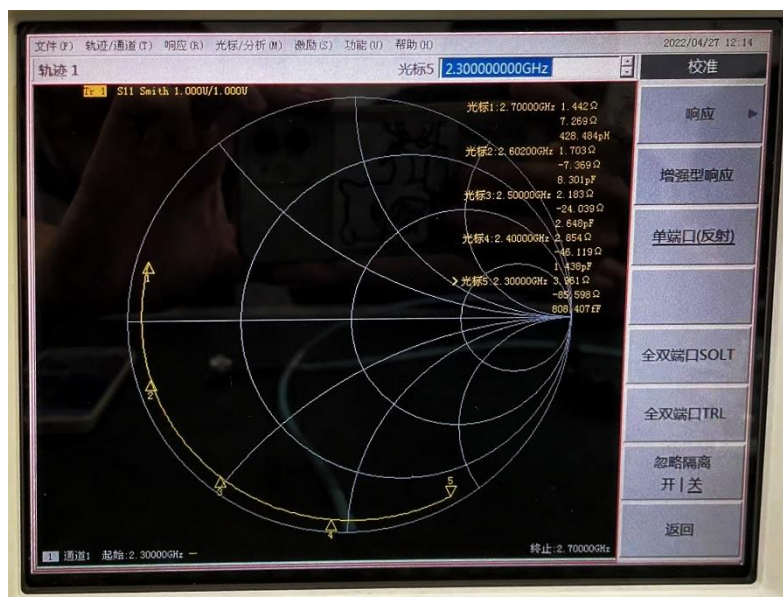 文件(F) 轨迹/通道(T) 响应(R) 光标/分析(M) 激励(S) 功能(U) 帮助(H)
2022/04/27 12:14
轨迹 1
光标5 2.300000000GHz
校准
Tr 1 S11 Smith 1.000U/1.000U
光标1:2.70000GHz 1.442Ω
7.269Ω
428.484pH
光标2:2.60200GHz 1.703Ω
-7.369Ω
8.301pF
光标3:2.50000GHz 2.183Ω
-24.039Ω
2.648pF
光标4:2.40000GHz 2.854Ω
-46.119Ω
1.438pF
>光标5:2.30000GHz 3.961Ω
-85.598Ω
808.407fF
1
2
3
4
5
响应
增强型响应
单端口(反射)
全双端口SOLT
全双端口TRL
忽略隔离
开|关
返回
1 通道1 起始:2.30000GHz
终止:2.70000GHz